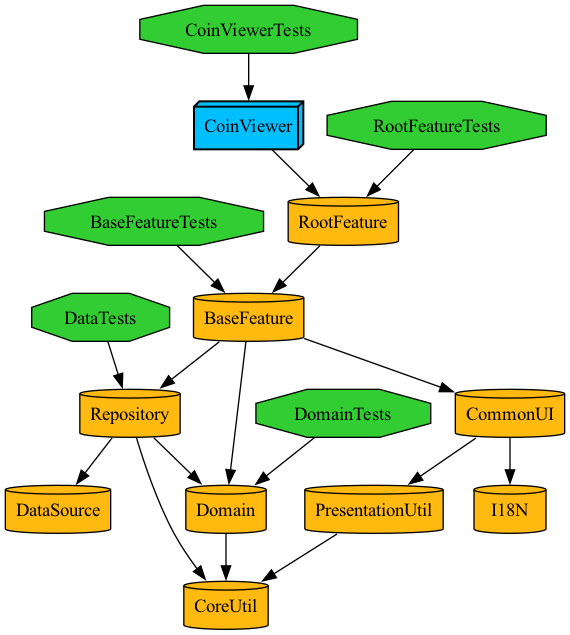 CoinViewerTests
CoinViewer
RootFeatureTests
BaseFeatureTests
RootFeature
DataTests
BaseFeature
Repository
DomainTests
CommonUI
DataSource
Domain
PresentationUtil
I18N
CoreUtil